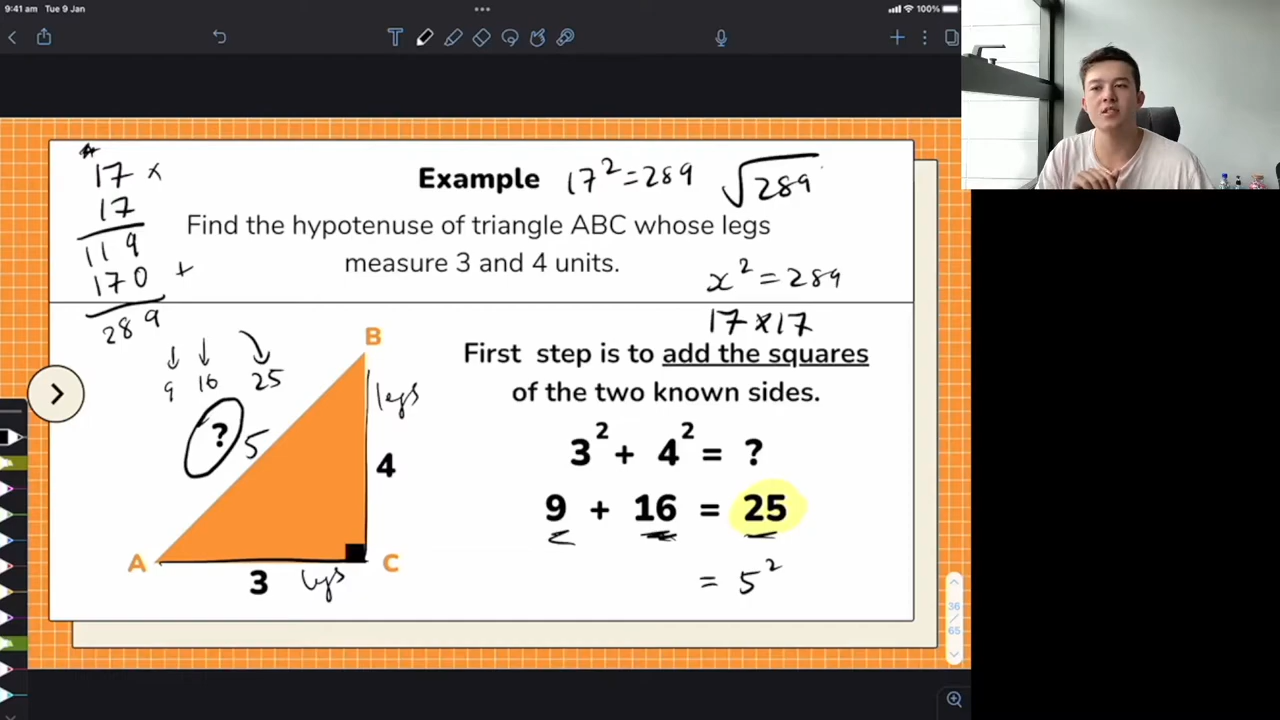 9:41 am Tue 9 Jan
100%
T
17 x
17
119
170 +
289
Example 17² = 289 √289
Find the hypotenuse of triangle ABC whose legs
measure 3 and 4 units.
x² = 289
17 x 17
9 16 25
? 5
B
legs
4
A
3 legs
C
First step is to add the squares
of the two known sides.
3² + 4² = ?
9 + 16 = 25
= 5²
36
/
65